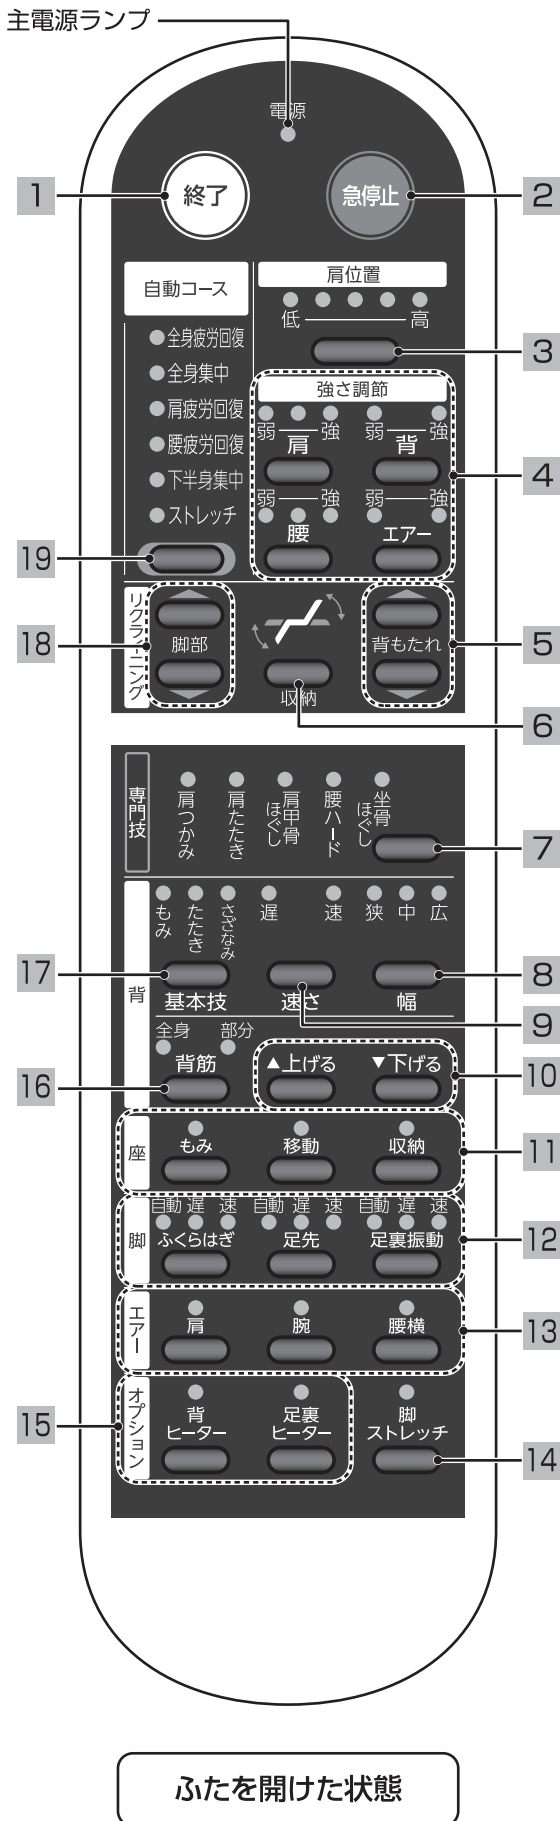 主電源ランプ
電源
1
終了
急停止
2
自動コース
肩位置
低 高
3
全身疲労回復
全身集中
肩疲労回復
腰疲労回復
下半身集中
ストレッチ
19
強さ調節
弱 強 弱 強
肩 背
4
弱 強 弱 強
腰 エアー
リクライニング
18
脚部
背もたれ
5
収納
6
専門技
肩つかみ
肩たたき
肩甲骨
ほぐし
腰ハード
坐骨
ほぐし
7
背
もみ
たたき
さざなみ
遅 速
狭 中 広
17
基本技
速さ
幅
8
9
全身 部分
背筋
16
▲上げる
▼下げる
10
座
もみ
移動
収納
11
脚
自動 遅 速 自動 遅 速 自動 遅 速
ふくらはぎ
足先
足裏振動
12
エアー
肩
腕
腰横
13
オプション
15
背
ヒーター
足裏
ヒーター
脚
ストレッチ
14
ふたを開けた状態